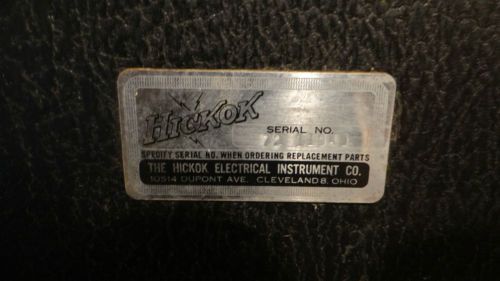 HICKOK
SERIAL NO.
SPECIFY SERIAL NO. WHEN ORDERING REPLACEMENT PARTS
THE HICKOK ELECTRICAL INSTRUMENT CO.
10514 DUPONT AVE. CLEVELAND 8, OHIO